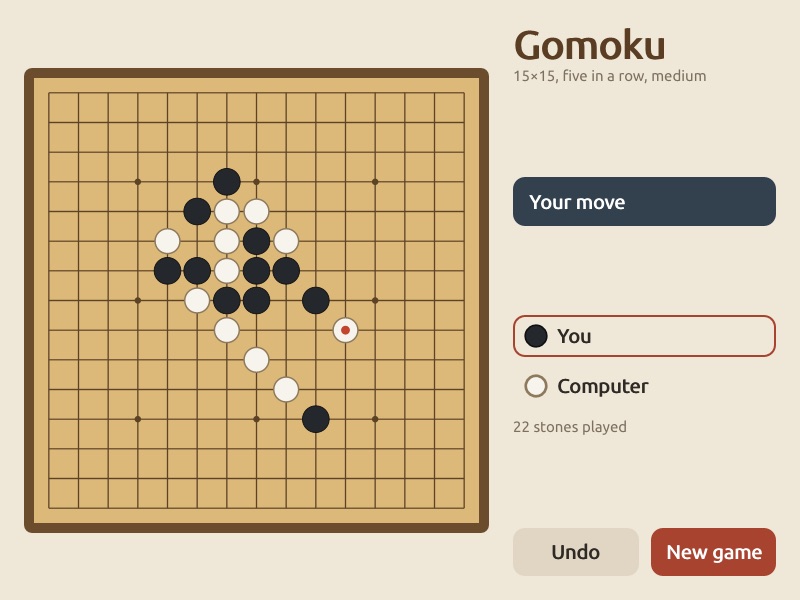 Gomoku
15×15, five in a row, medium
Your move
You
Computer
22 stones played
Undo
New game